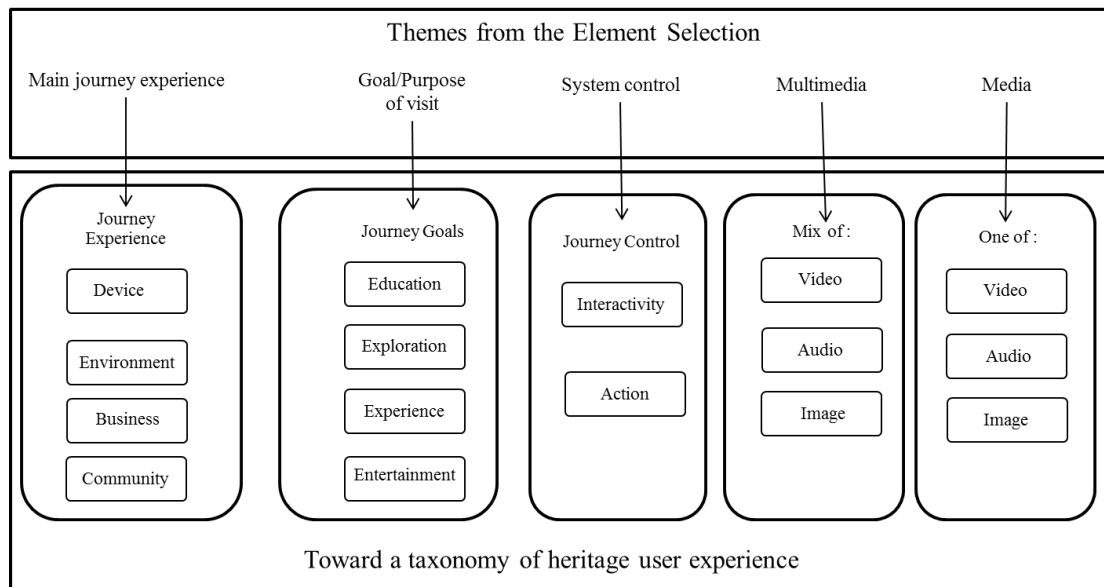 Themes from the Element Selection
Main journey experience
Goal/Purpose
of visit
System control
Multimedia
Media
Journey
Experience
Device
Environment
Business
Community
Journey Goals
Education
Exploration
Experience
Entertainment
Journey Control
Interactivity
Action
Mix of :
Video
Audio
Image
One of :
Video
Audio
Image
Toward a taxonomy of heritage user experience